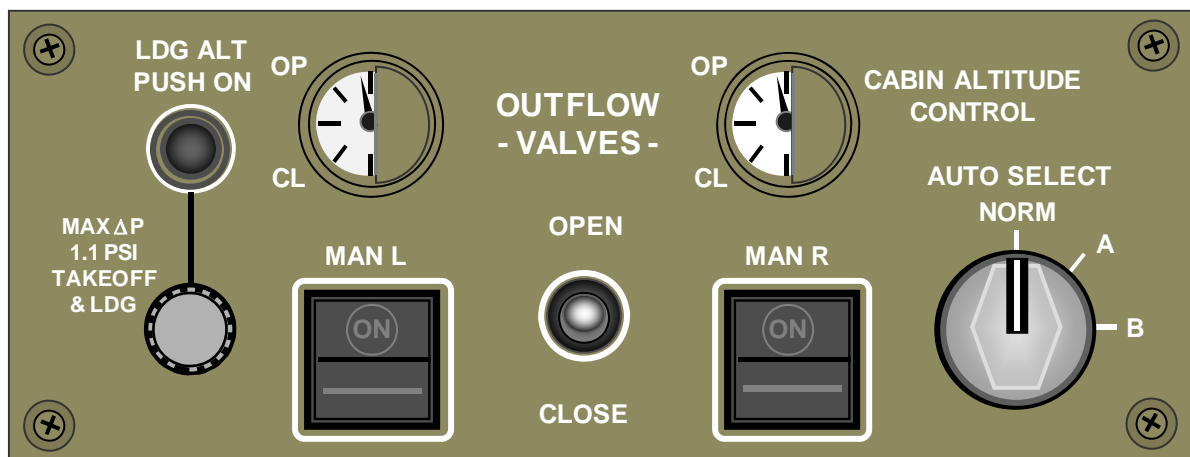 LDG ALT
PUSH ON
MAX Δ P
1.1 PSI
TAKEOFF
& LDG
OP
CL
OUTFLOW
- VALVES -
OP
CL
CABIN ALTITUDE
CONTROL
AUTO SELECT
NORM
A
B
OPEN
CLOSE
MAN L
ON
MAN R
ON